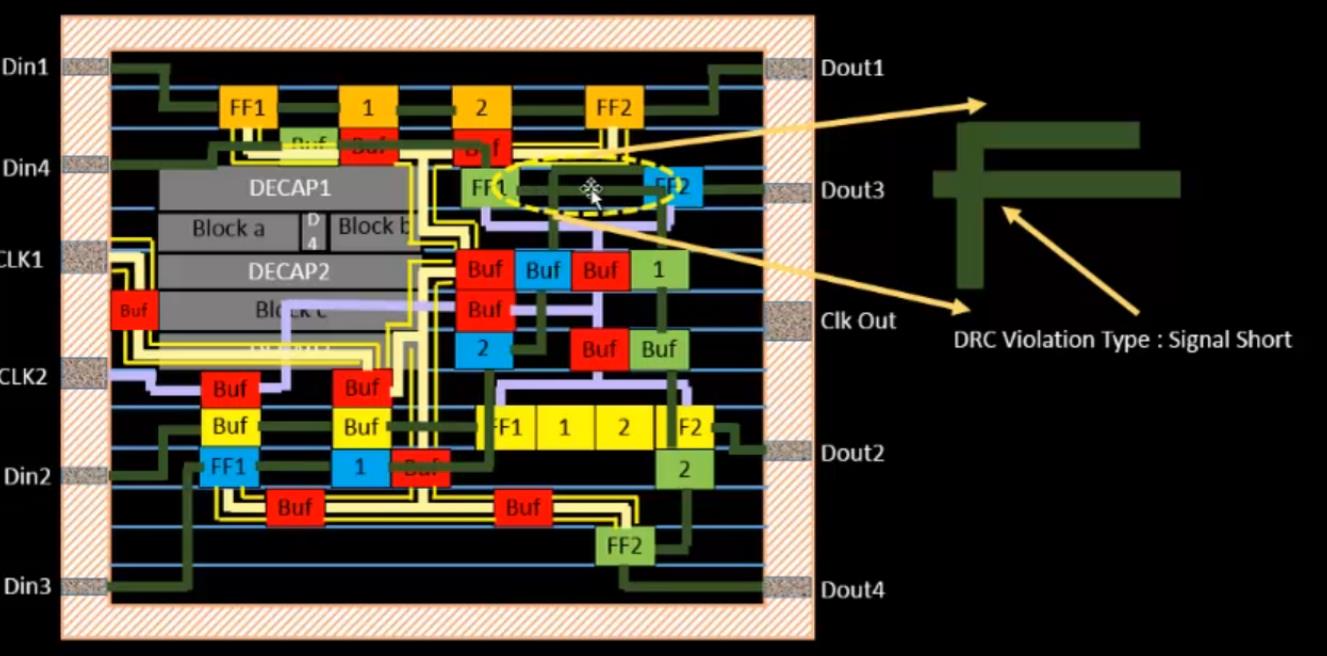 Din1
Dout1
FF1
1
2
FF2
Buf
Buf
Buf
Din4
DECAP1
FF1
FF2
Dout3
Block a
D
4
Block b
CLK1
DECAP2
Buf
Buf
Buf
1
Buf
Block c
Buf
Clk Out
2
Buf
Buf
DRC Violation Type : Signal Short
CLK2
Buf
Buf
Buf
Buf
FF1
1
2
F2
Dout2
Din2
FF1
1
Buf
2
Buf
Buf
FF2
Din3
Dout4